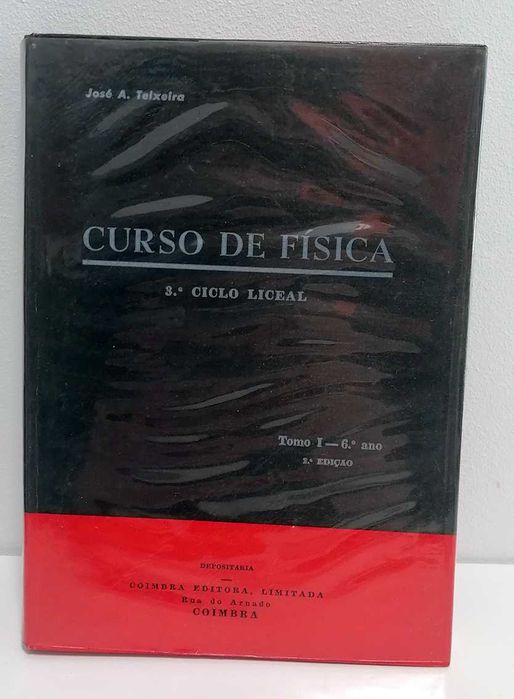 José A. Teixeira
CURSO DE FÍSICA
3.º CICLO LICEAL
Tomo I — 6.º ano
2.ª EDIÇÃO
DEPOSITARIA
COIMBRA EDITORA, LIMITADA
Rua do Arnado
COIMBRA